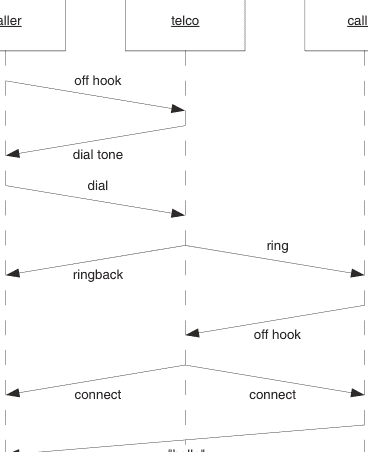 aller telco call
off hook
dial tone
dial
ring
ringback
off hook
connect connect